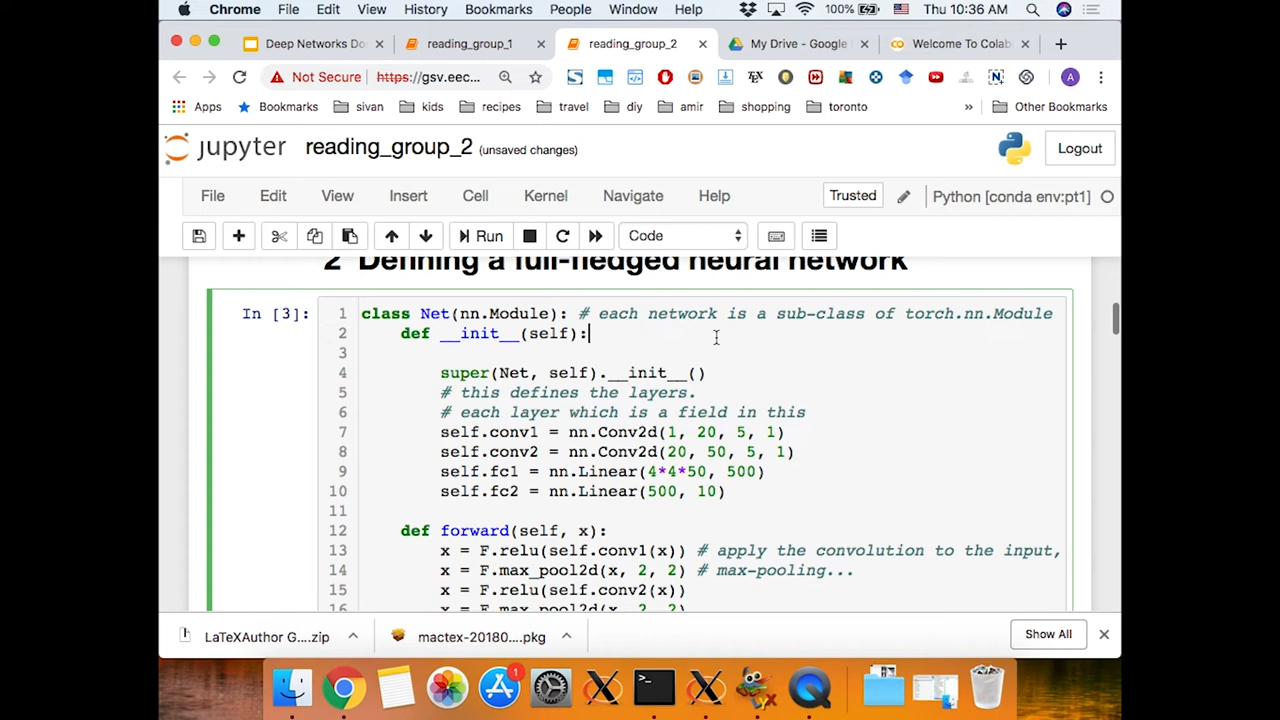 Chrome File Edit View History Bookmarks People Window Help 100% Thu 10:36 AM
Deep Networks Do × reading_group_1 × reading_group_2 × My Drive - Google × Welcome To Colab × +
Not Secure https://gsv.eec... A
Apps Bookmarks sivan kids recipes travel diy amir shopping toronto » Other Bookmarks
jupyter reading_group_2 (unsaved changes) Logout
File Edit View Insert Cell Kernel Navigate Help Trusted Python [conda env:pt1]
Run Code
2 Defining a full-fledged neural network
In [3]: 1 class Net(nn.Module): # each network is a sub-class of torch.nn.Module
2 def __init__(self):
3
4 super(Net, self).__init__()
5 # this defines the layers.
6 # each layer which is a field in this
7 self.conv1 = nn.Conv2d(1, 20, 5, 1)
8 self.conv2 = nn.Conv2d(20, 50, 5, 1)
9 self.fc1 = nn.Linear(4*4*50, 500)
10 self.fc2 = nn.Linear(500, 10)
11
12 def forward(self, x):
13 x = F.relu(self.conv1(x)) # apply the convolution to the input,
14 x = F.max_pool2d(x, 2, 2) # max-pooling...
15 x = F.relu(self.conv2(x))
16 x = F.max_pool2d(x, 2, 2)
LaTeXAuthor G....zip mactex-20180....pkg Show All ×
1